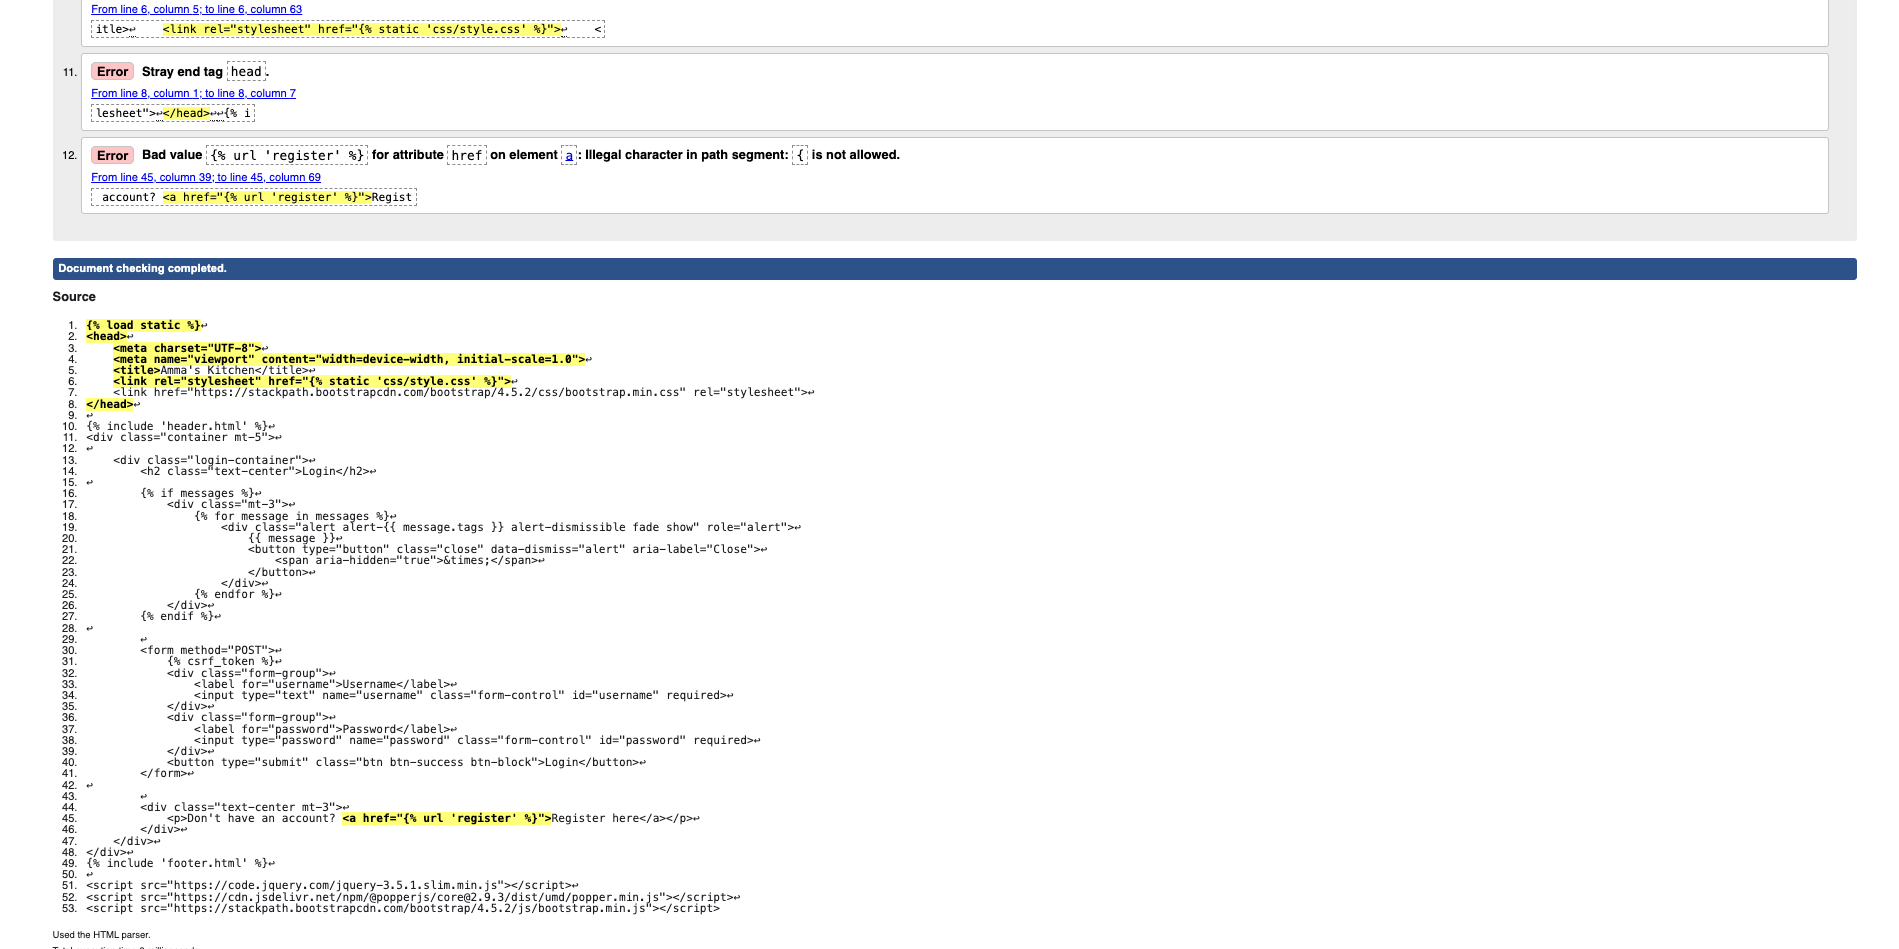 From line 6, column 5; to line 6, column 63
itle>↩    <link rel="stylesheet" href="{% static 'css/style.css' %}">↩    <
11. Error Stray end tag head.
From line 8, column 1; to line 8, column 7
lesheet">↩</head>↩↩{% i
12. Error Bad value {% url 'register' %} for attribute href on element a: Illegal character in path segment: { is not allowed.
From line 45, column 39; to line 45, column 69
 account? <a href="{% url 'register' %}">Regist
Document checking completed.
Source
1. {% load static %}↩
2. <head>↩
3.     <meta charset="UTF-8">↩
4.     <meta name="viewport" content="width=device-width, initial-scale=1.0">↩
5.     <title>Amma's Kitchen</title>↩
6.     <link rel="stylesheet" href="{% static 'css/style.css' %}">↩
7.     <link href="https://stackpath.bootstrapcdn.com/bootstrap/4.5.2/css/bootstrap.min.css" rel="stylesheet">↩
8. </head>↩
9. ↩
10. {% include 'header.html' %}↩
11. <div class="container mt-5">↩
12. ↩
13.     <div class="login-container">↩
14.         <h2 class="text-center">Login</h2>↩
15. ↩
16.         {% if messages %}↩
17.             <div class="mt-3">↩
18.                 {% for message in messages %}↩
19.                     <div class="alert alert-{{ message.tags }} alert-dismissible fade show" role="alert">↩
20.                         {{ message }}↩
21.                         <button type="button" class="close" data-dismiss="alert" aria-label="Close">↩
22.                             <span aria-hidden="true">&times;</span>↩
23.                         </button>↩
24.                     </div>↩
25.                 {% endfor %}↩
26.             </div>↩
27.         {% endif %}↩
28. ↩
29.         ↩
30.         <form method="POST">↩
31.             {% csrf_token %}↩
32.             <div class="form-group">↩
33.                 <label for="username">Username</label>↩
34.                 <input type="text" name="username" class="form-control" id="username" required>↩
35.             </div>↩
36.             <div class="form-group">↩
37.                 <label for="password">Password</label>↩
38.                 <input type="password" name="password" class="form-control" id="password" required>↩
39.             </div>↩
40.             <button type="submit" class="btn btn-success btn-block">Login</button>↩
41.         </form>↩
42. ↩
43.         ↩
44.         <div class="text-center mt-3">↩
45.             <p>Don't have an account? <a href="{% url 'register' %}">Register here</a></p>↩
46.         </div>↩
47.     </div>↩
48. </div>↩
49. {% include 'footer.html' %}↩
50. ↩
51. <script src="https://code.jquery.com/jquery-3.5.1.slim.min.js"></script>↩
52. <script src="https://cdn.jsdelivr.net/npm/@popperjs/core@2.9.3/dist/umd/popper.min.js"></script>↩
53. <script src="https://stackpath.bootstrapcdn.com/bootstrap/4.5.2/js/bootstrap.min.js"></script>
Used the HTML parser.